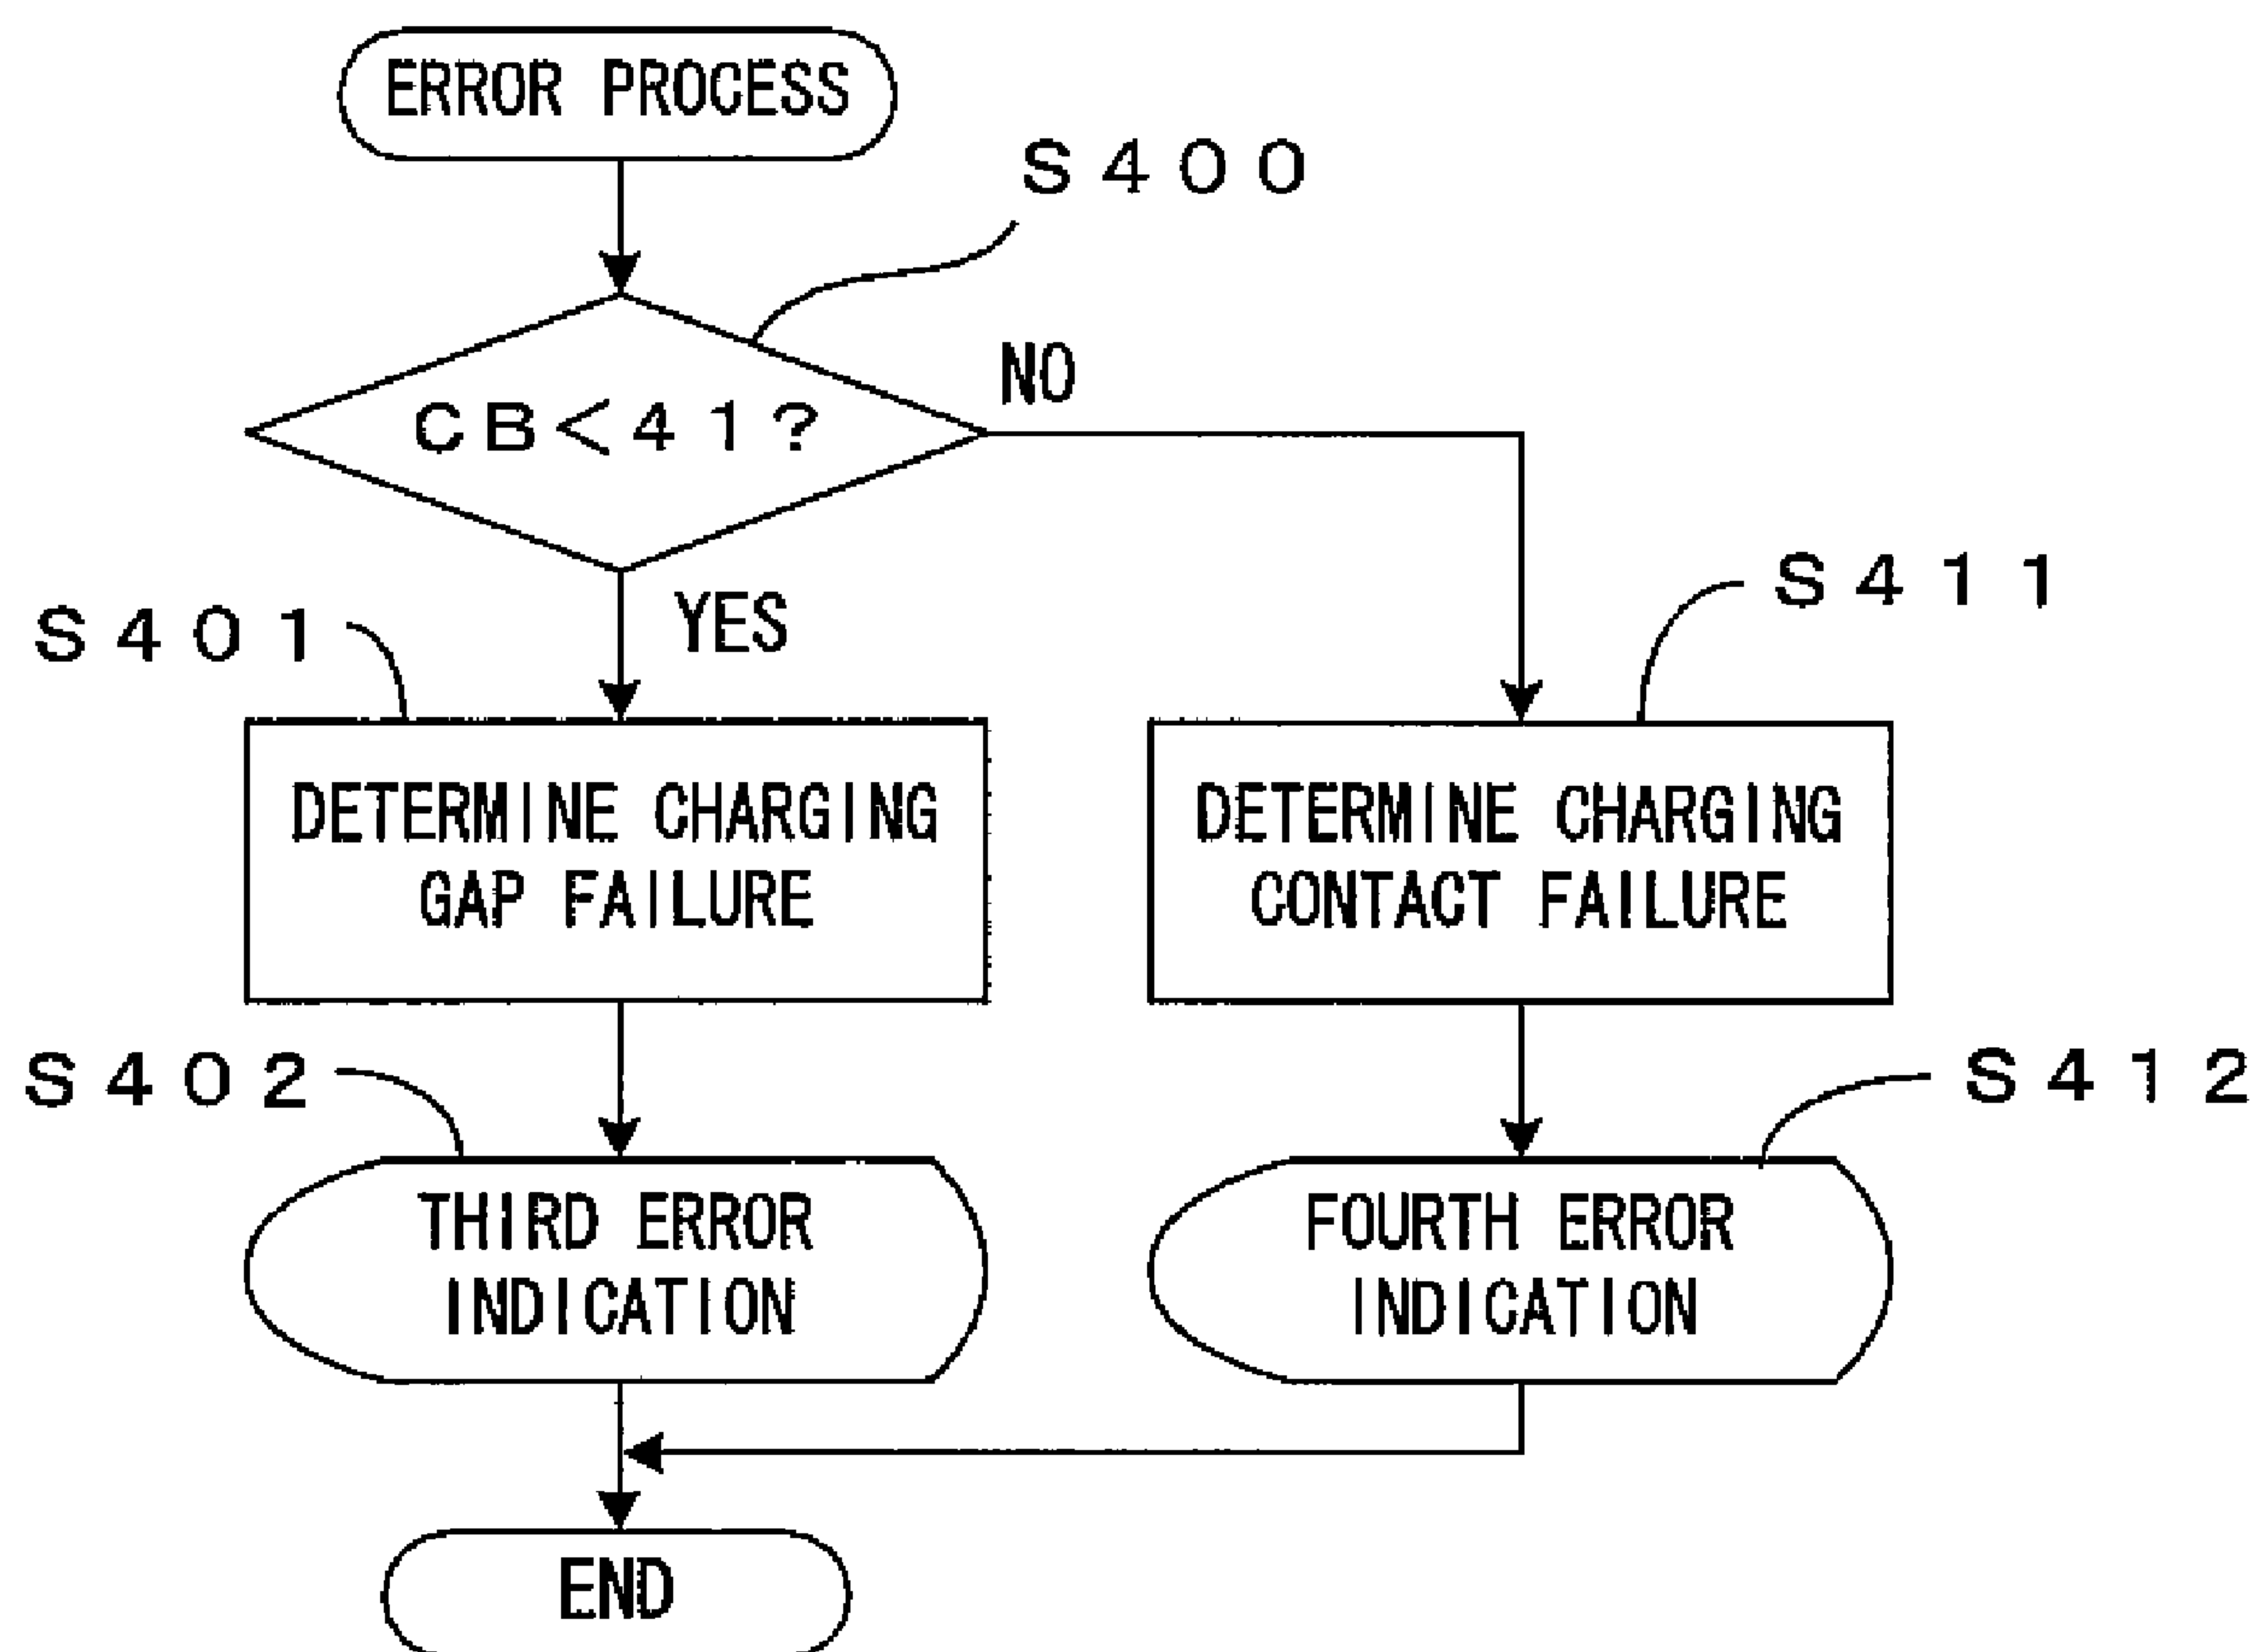 ERROR PROCESS
S400
CB<41?
NO
YES
S401
S411
DETERMINE CHARGING
GAP FAILURE
DETERMINE CHARGING
CONTACT FAILURE
S402
S412
THIRD ERROR
INDICATION
FOURTH ERROR
INDICATION
END